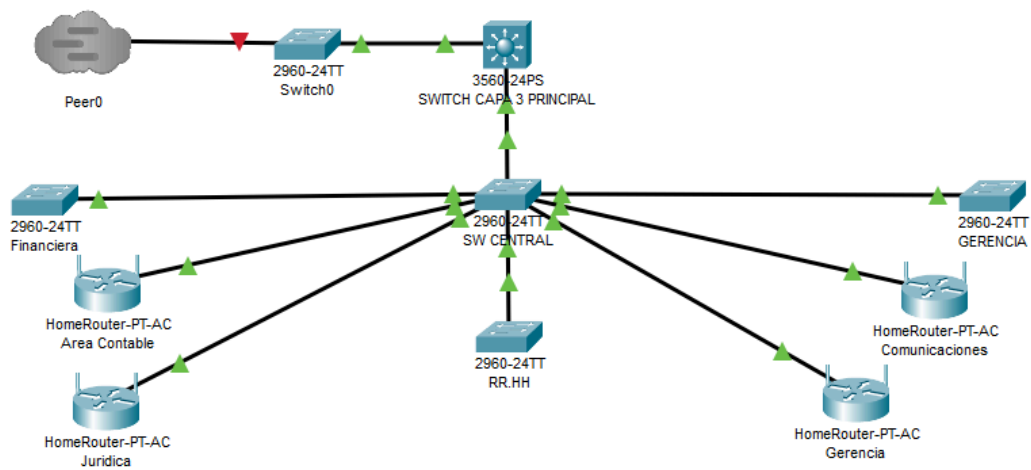 2960-24TT
Switch0
3560-24PS
SWITCH CAPA 3 PRINCIPAL
Peer0
2960-24TT
Financiera
2960-24TT
SW CENTRAL
2960-24TT
GERENCIA
HomeRouter-PT-AC
Area Contable
HomeRouter-PT-AC
Comunicaciones
2960-24TT
RR.HH
HomeRouter-PT-AC
Juridica
HomeRouter-PT-AC
Gerencia